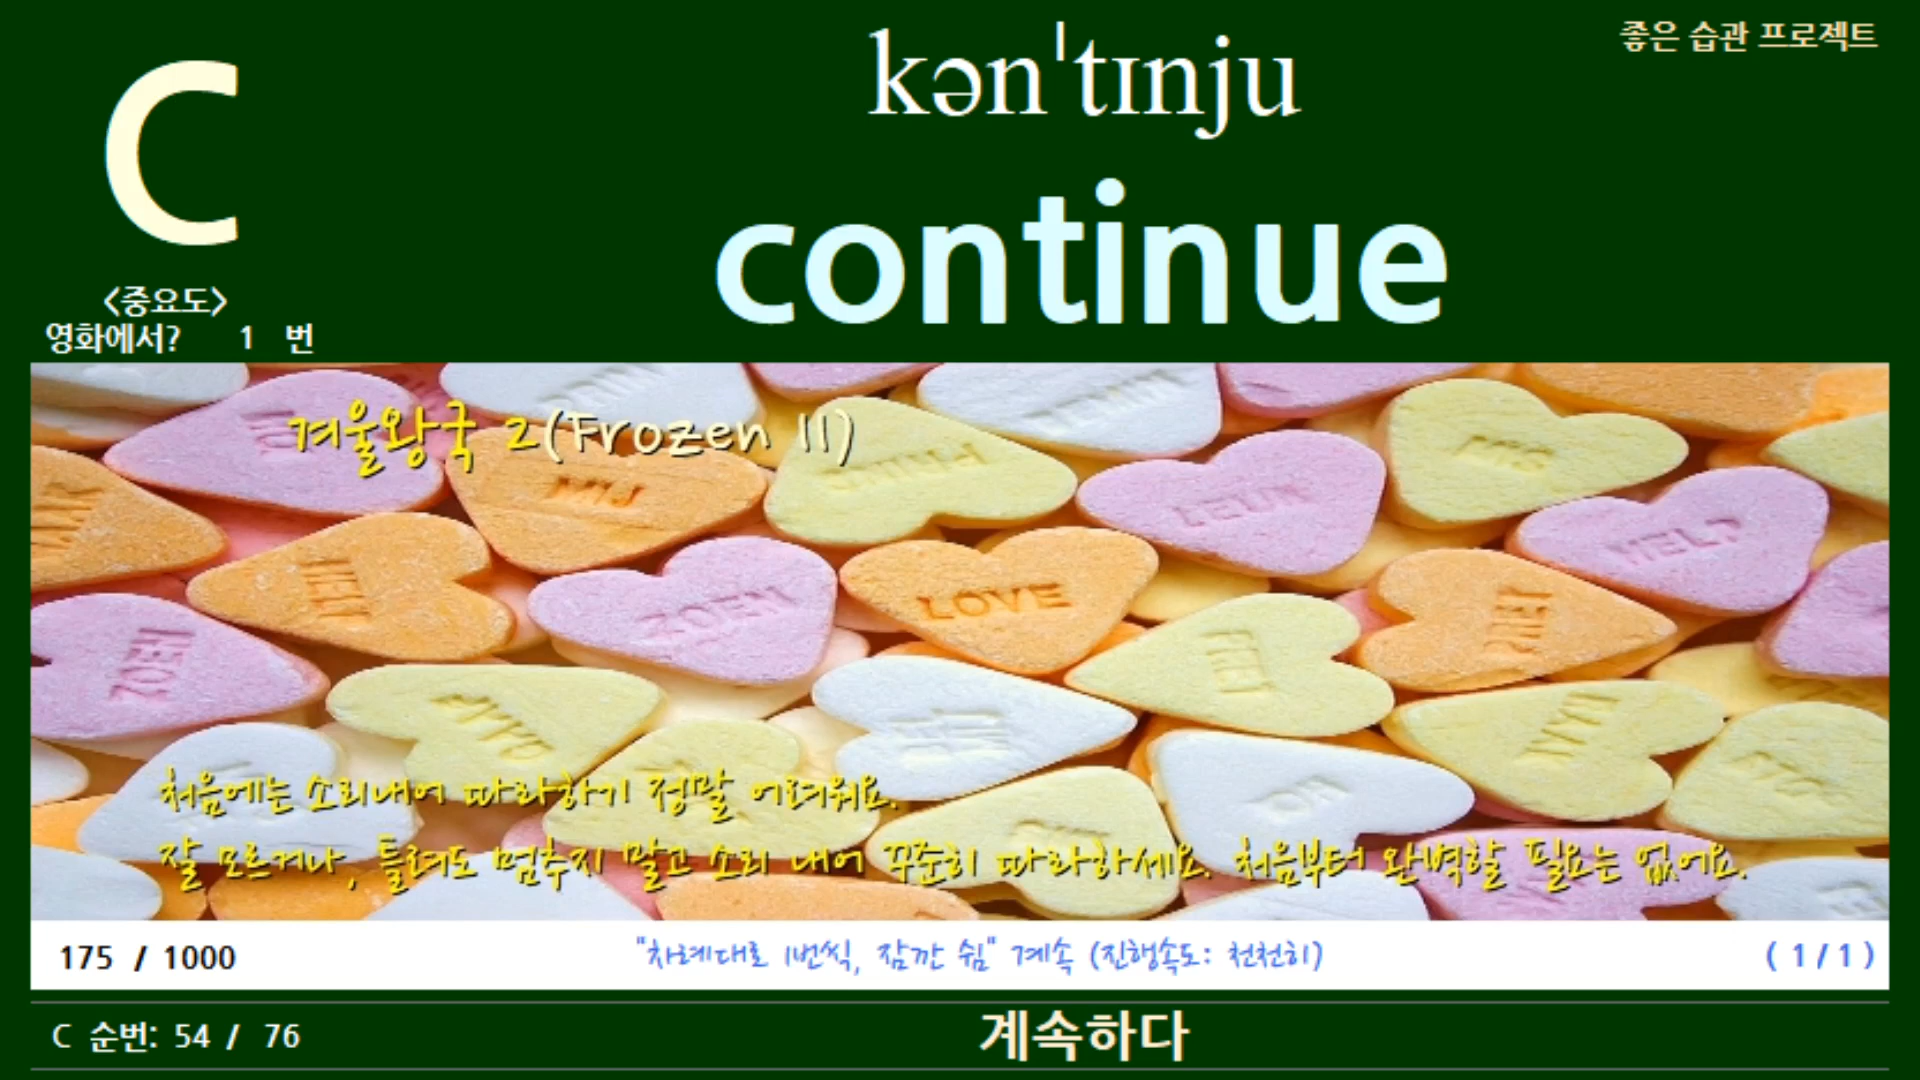 좋은 습관 프로젝트
C
kən'tɪnju
continue
<중요도>
영화에서? 1 번
겨울왕국 2(Frozen II)
MIJ
LEUK
HELP
ZOEN
LOVE
처음에는 소리내어 따라하기 정말 어려워요.
잘 모르거나, 틀려도 멈추지 말고 소리 내어 꾸준히 따라하세요. 처음부터 완벽할 필요는 없어요.
175 / 1000
"차례대로 1번씩, 잠깐 쉼" 계속 (진행속도: 천천히)
( 1 / 1 )
C 순번: 54 / 76
계속하다